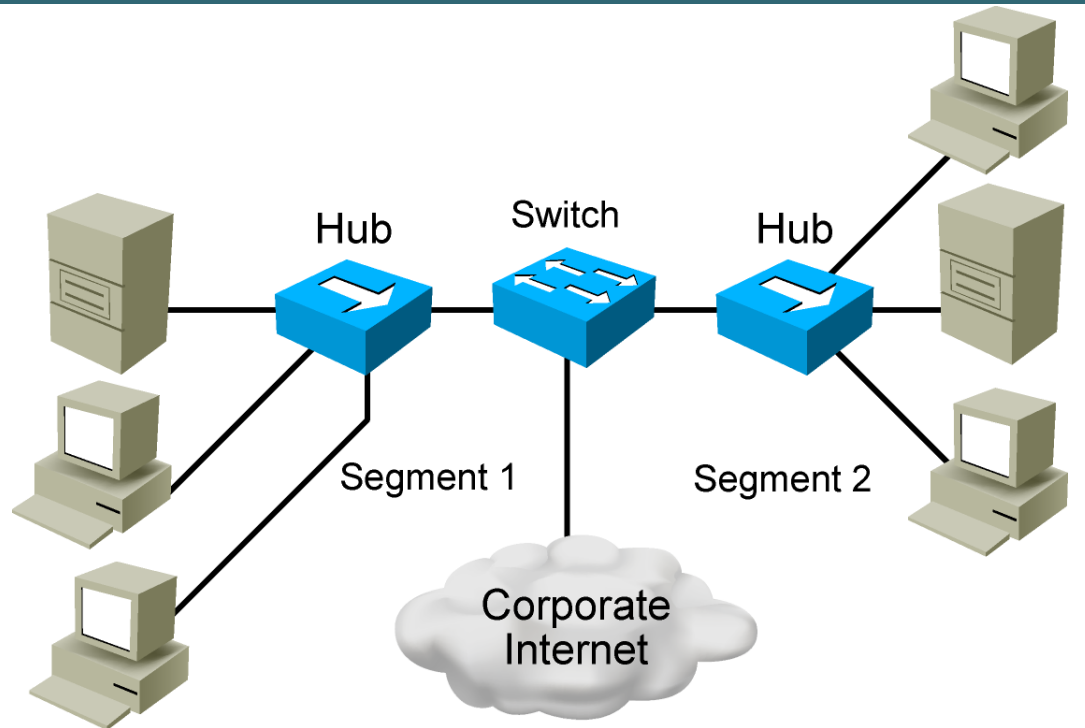 Hub
Switch
Hub
Segment 1
Segment 2
Corporate
Internet